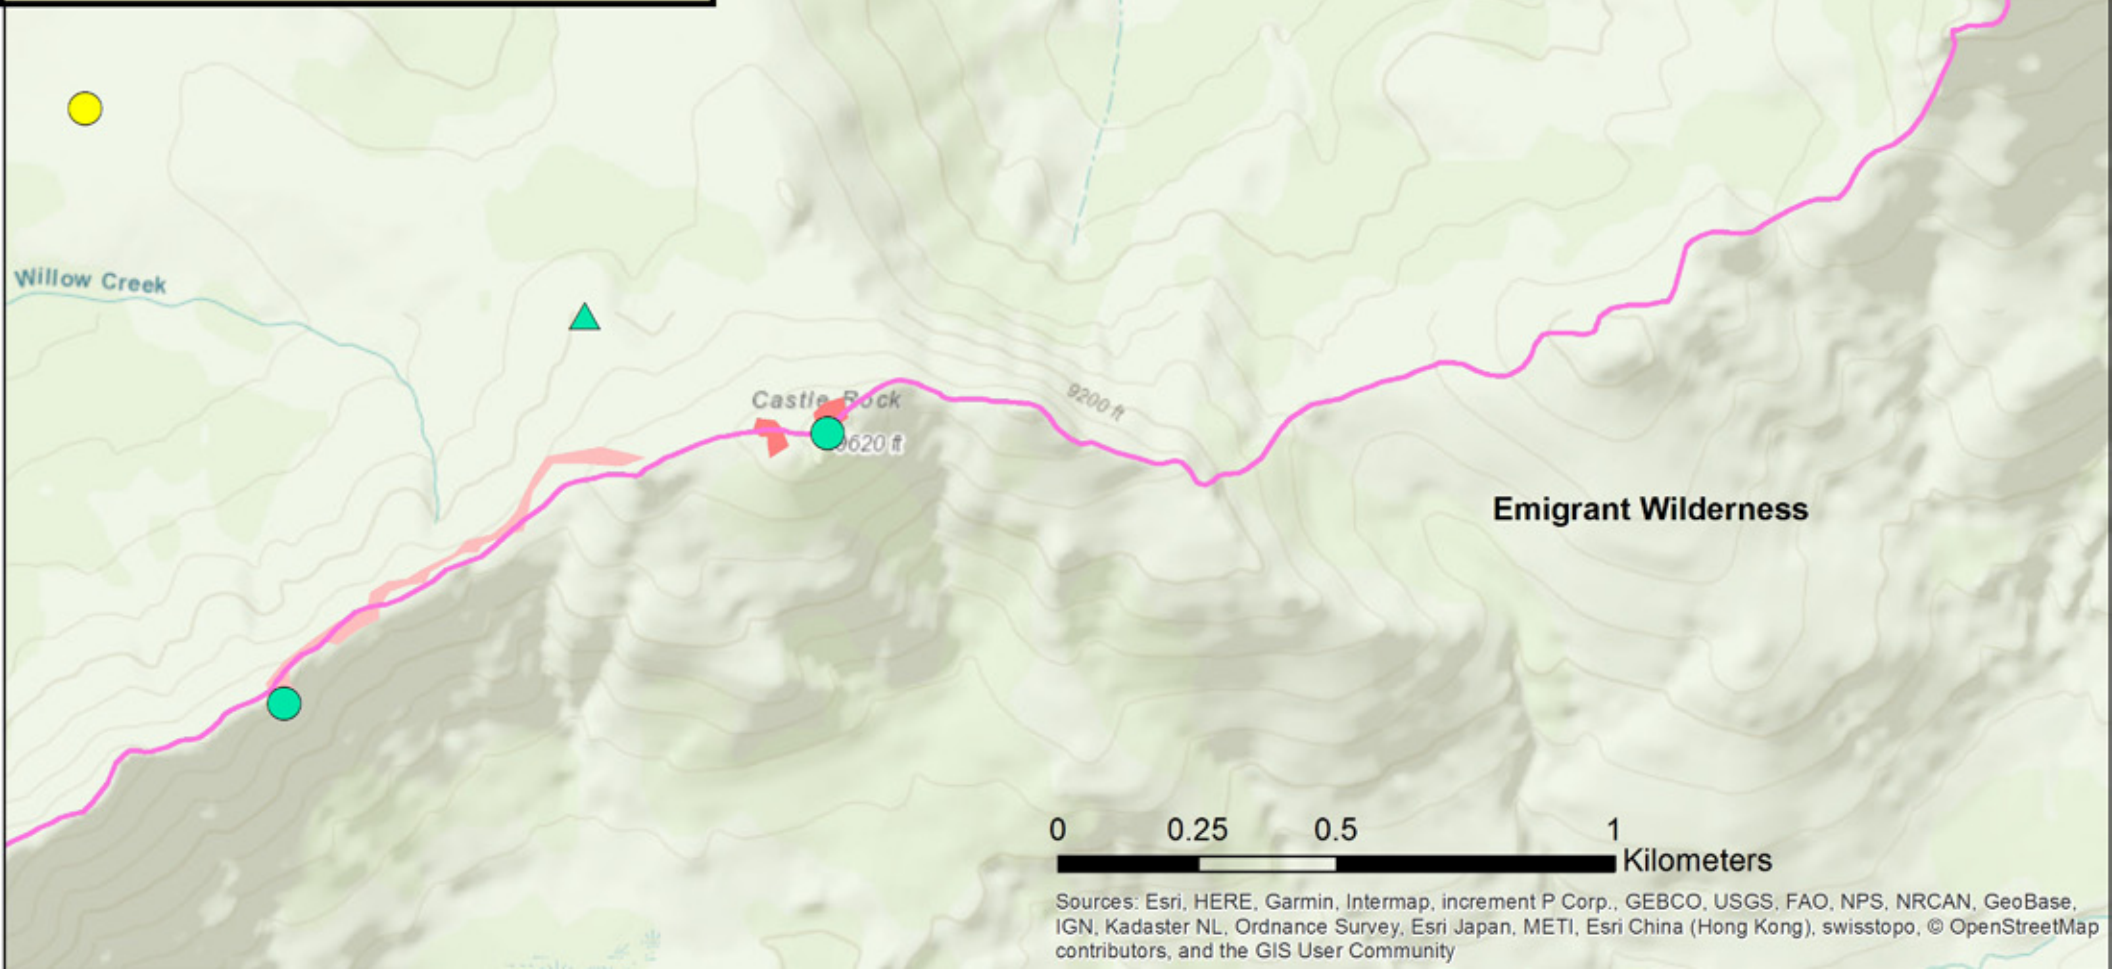 Willow Creek
Castle Rock
9620 ft
9200 ft
Emigrant Wilderness
0 0.25 0.5 1
Kilometers
Sources: Esri, HERE, Garmin, Intermap, increment P Corp., GEBCO, USGS, FAO, NPS, NRCAN, GeoBase,
IGN, Kadaster NL, Ordnance Survey, Esri Japan, METI, Esri China (Hong Kong), swisstopo, © OpenStreetMap
contributors, and the GIS User Community